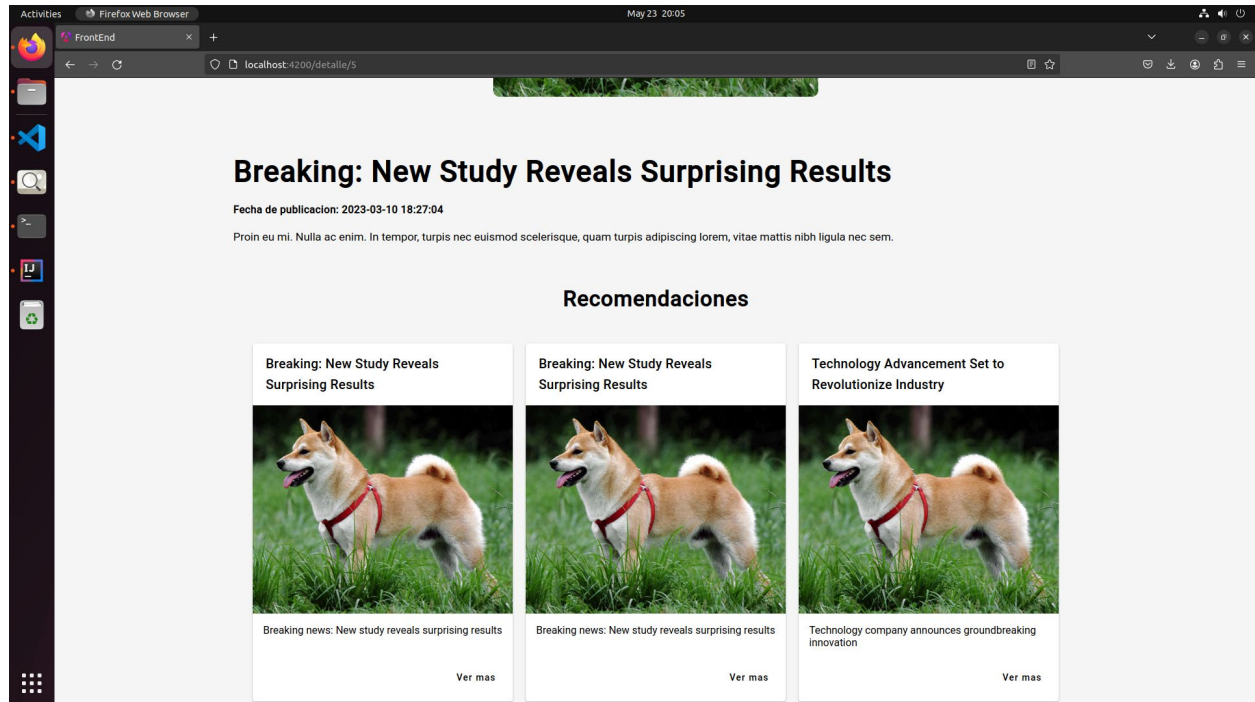 Activities
Firefox Web Browser
May 23 20:05
FrontEnd
localhost:4200/detalle/5
Breaking: New Study Reveals Surprising Results
Fecha de publicacion: 2023-03-10 18:27:04
Proin eu mi. Nulla ac enim. In tempor, turpis nec euismod scelerisque, quam turpis adipiscing lorem, vitae mattis nibh ligula nec sem.
Recomendaciones
Breaking: New Study Reveals
Surprising Results
Breaking news: New study reveals surprising results
Ver mas
Breaking: New Study Reveals
Surprising Results
Breaking news: New study reveals surprising results
Ver mas
Technology Advancement Set to
Revolutionize Industry
Technology company announces groundbreaking
innovation
Ver mas
IJ